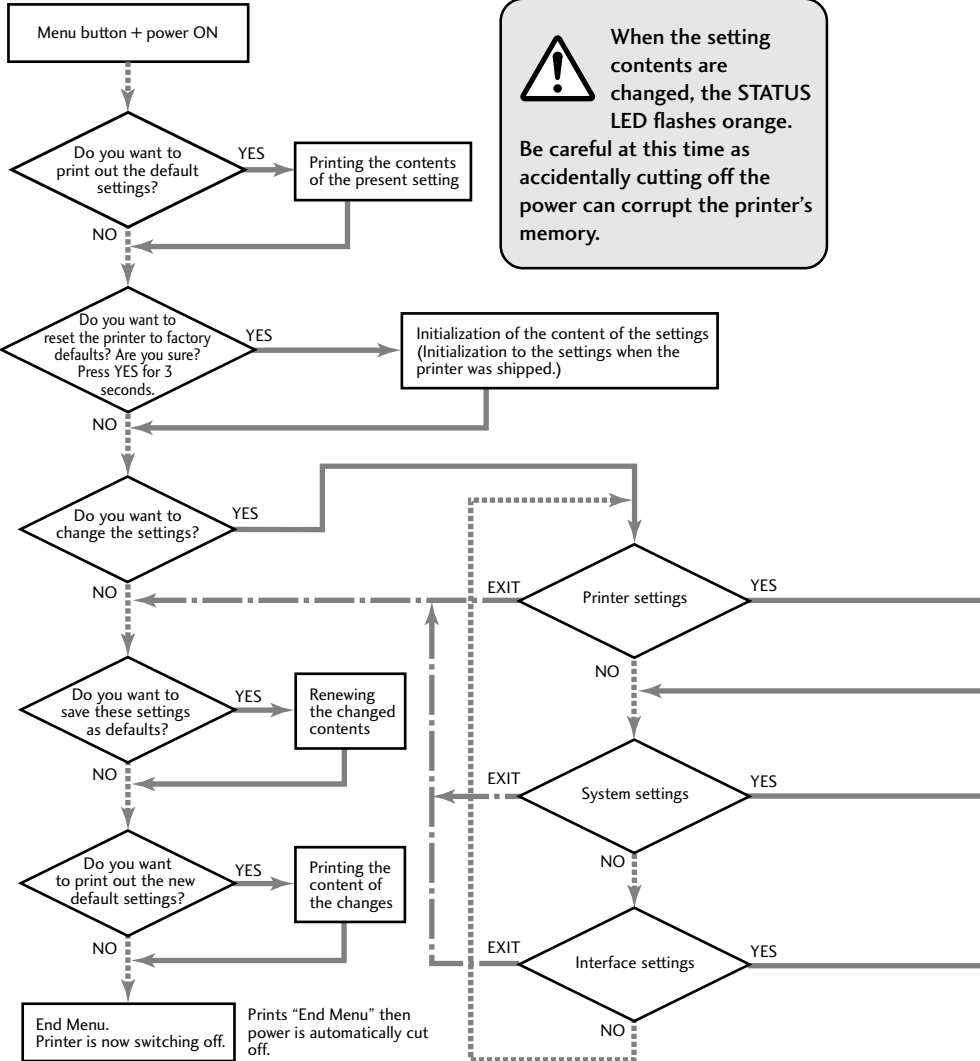 Menu button + power ON
When the setting
contents are
changed, the STATUS
LED flashes orange.
Be careful at this time as
accidentally cutting off the
power can corrupt the printer's
memory.
Do you want to
print out the default
settings?
YES
Printing the contents
of the present setting
NO
Do you want to
reset the printer to factory
defaults? Are you sure?
Press YES for 3
seconds.
YES
Initialization of the content of the settings
(Initialization to the settings when the
printer was shipped.)
NO
Do you want to
change the settings?
YES
NO
EXIT
Printer settings
YES
NO
Do you want to
save these settings
as defaults?
YES
Renewing
the changed
contents
NO
EXIT
System settings
YES
NO
Do you want
to print out the new
default settings?
YES
Printing the
content of
the changes
NO
EXIT
Interface settings
YES
NO
End Menu.
Printer is now switching off.
Prints “End Menu” then
power is automatically cut
off.